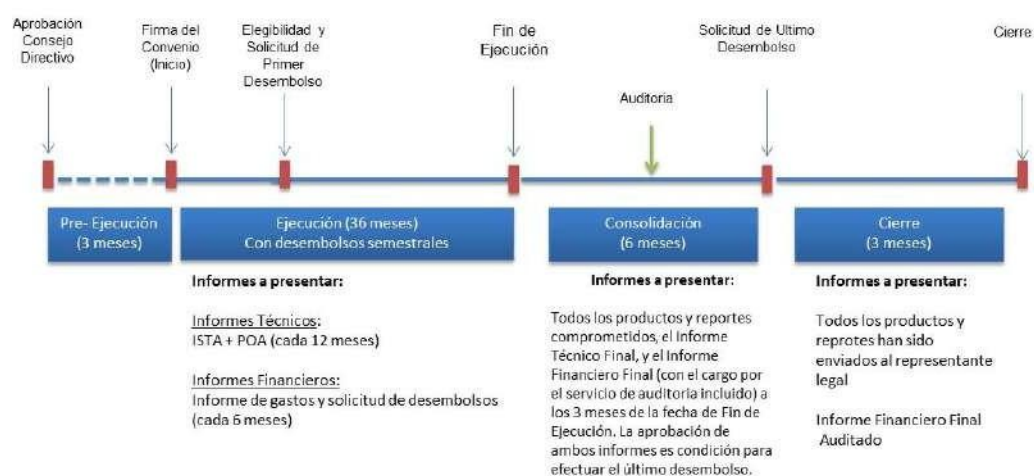 Aprobación
Consejo
Directivo
Firma del
Convenio
(Inicio)
Elegibilidad y
Solicitud de
Primer
Desembolso
Fin de
Ejecución
Auditoria
Solicitud de Ultimo
Desembolso
Cierre
Pre- Ejecución
(3 meses)
Ejecución (36 meses)
Con desembolsos semestrales
Consolidación
(6 meses)
Cierre
(3 meses)
Informes a presentar:
Informes Técnicos:
ISTA + POA (cada 12 meses)
Informes Financieros:
Informe de gastos y solicitud de desembolsos
(cada 6 meses)
Informes a presentar:
Todos los productos y reportes
comprometidos, el Informe
Técnico Final, y el Informe
Financiero Final (con el cargo por
el servicio de auditoria incluido) a
los 3 meses de la fecha de Fin de
Ejecución. La aprobación de
ambos informes es condición para
efectuar el último desembolso.
Informes a presentar:
Todos los productos y
reprotes han sido
enviados al representante
legal
Informe Financiero Final
Auditado